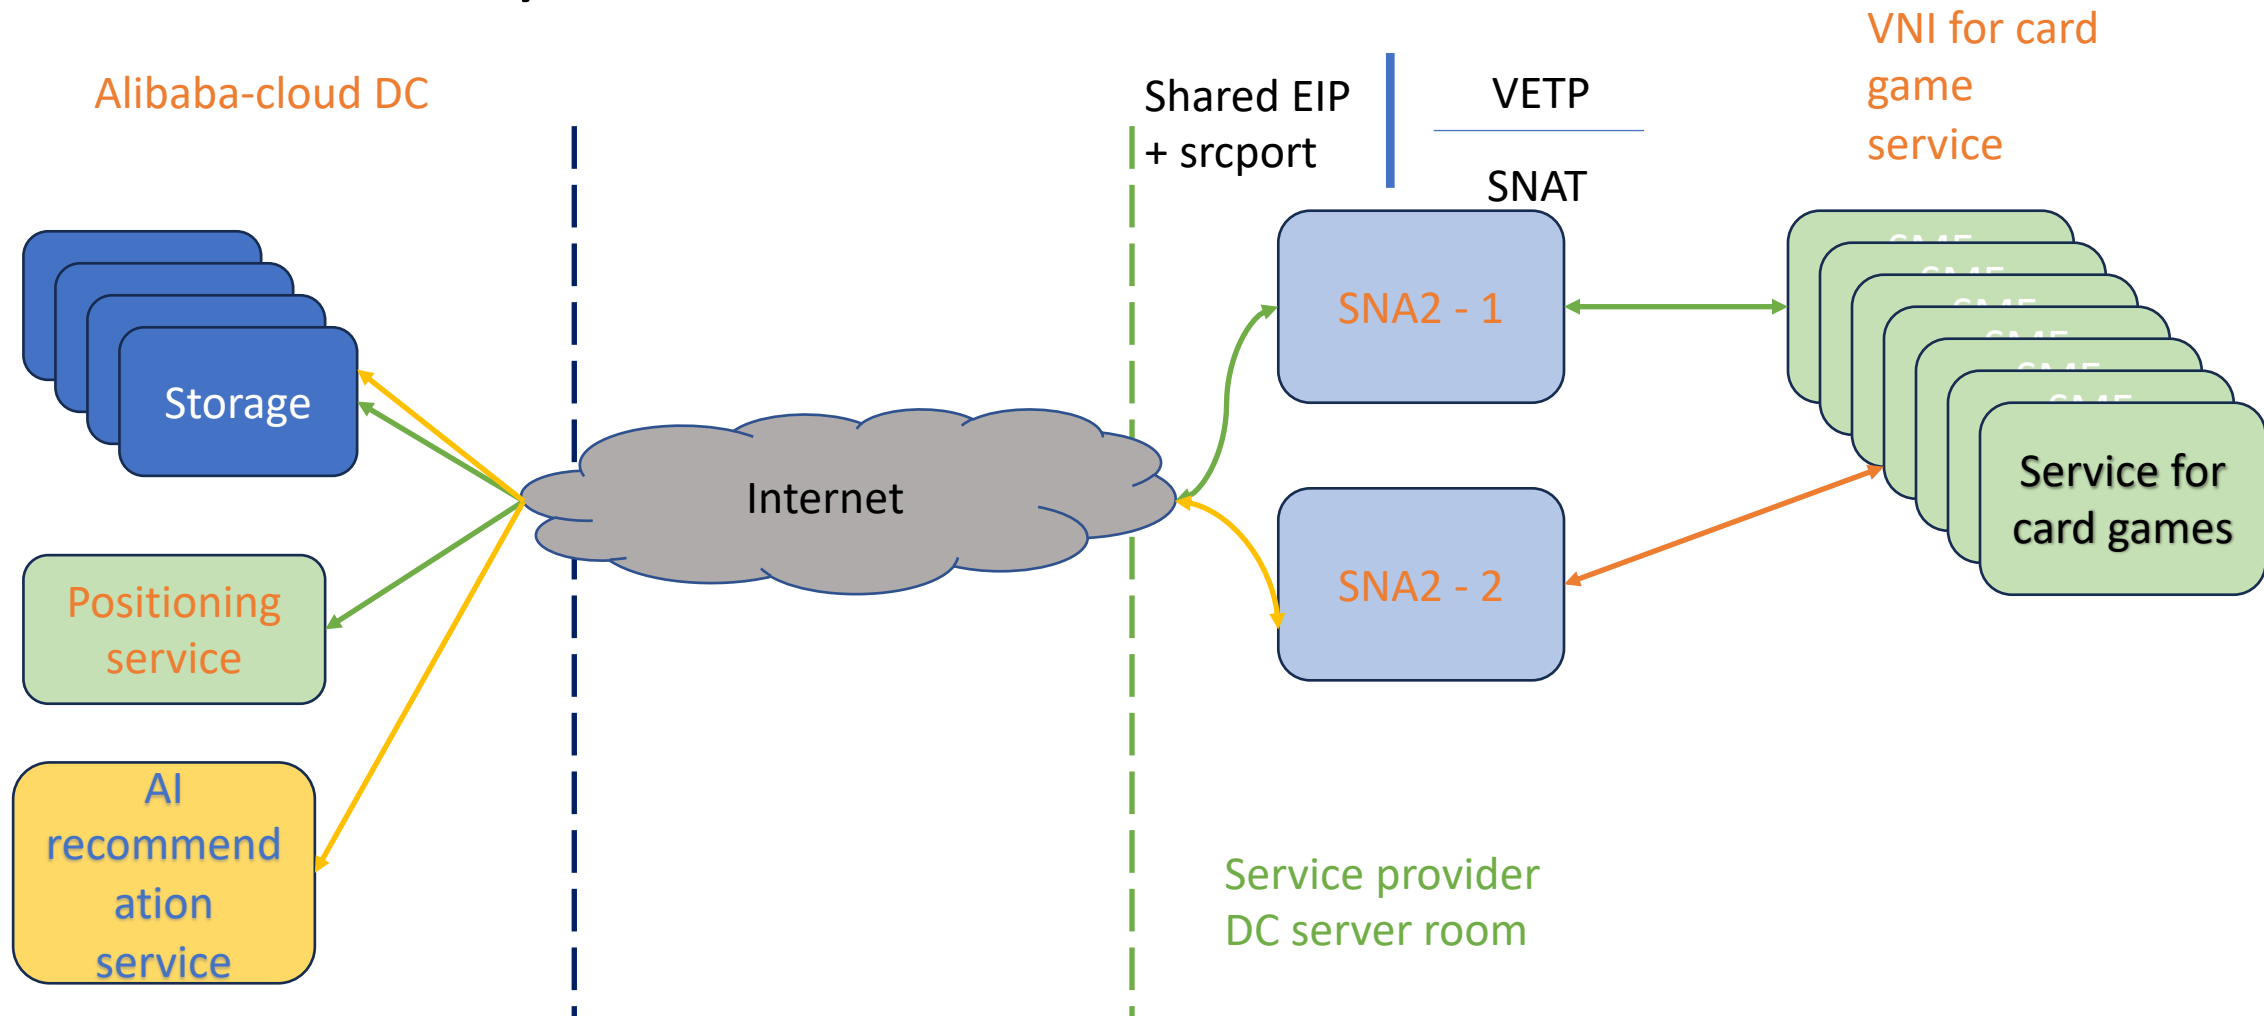 Alibaba-cloud DC
Shared EIP
+ srcport
VETP
SNAT
VNI for card
game
service
Storage
Positioning
service
AI
recommend
ation
service
Internet
SNA2 - 1
SNA2 - 2
Service for
card games
Service provider
DC server room